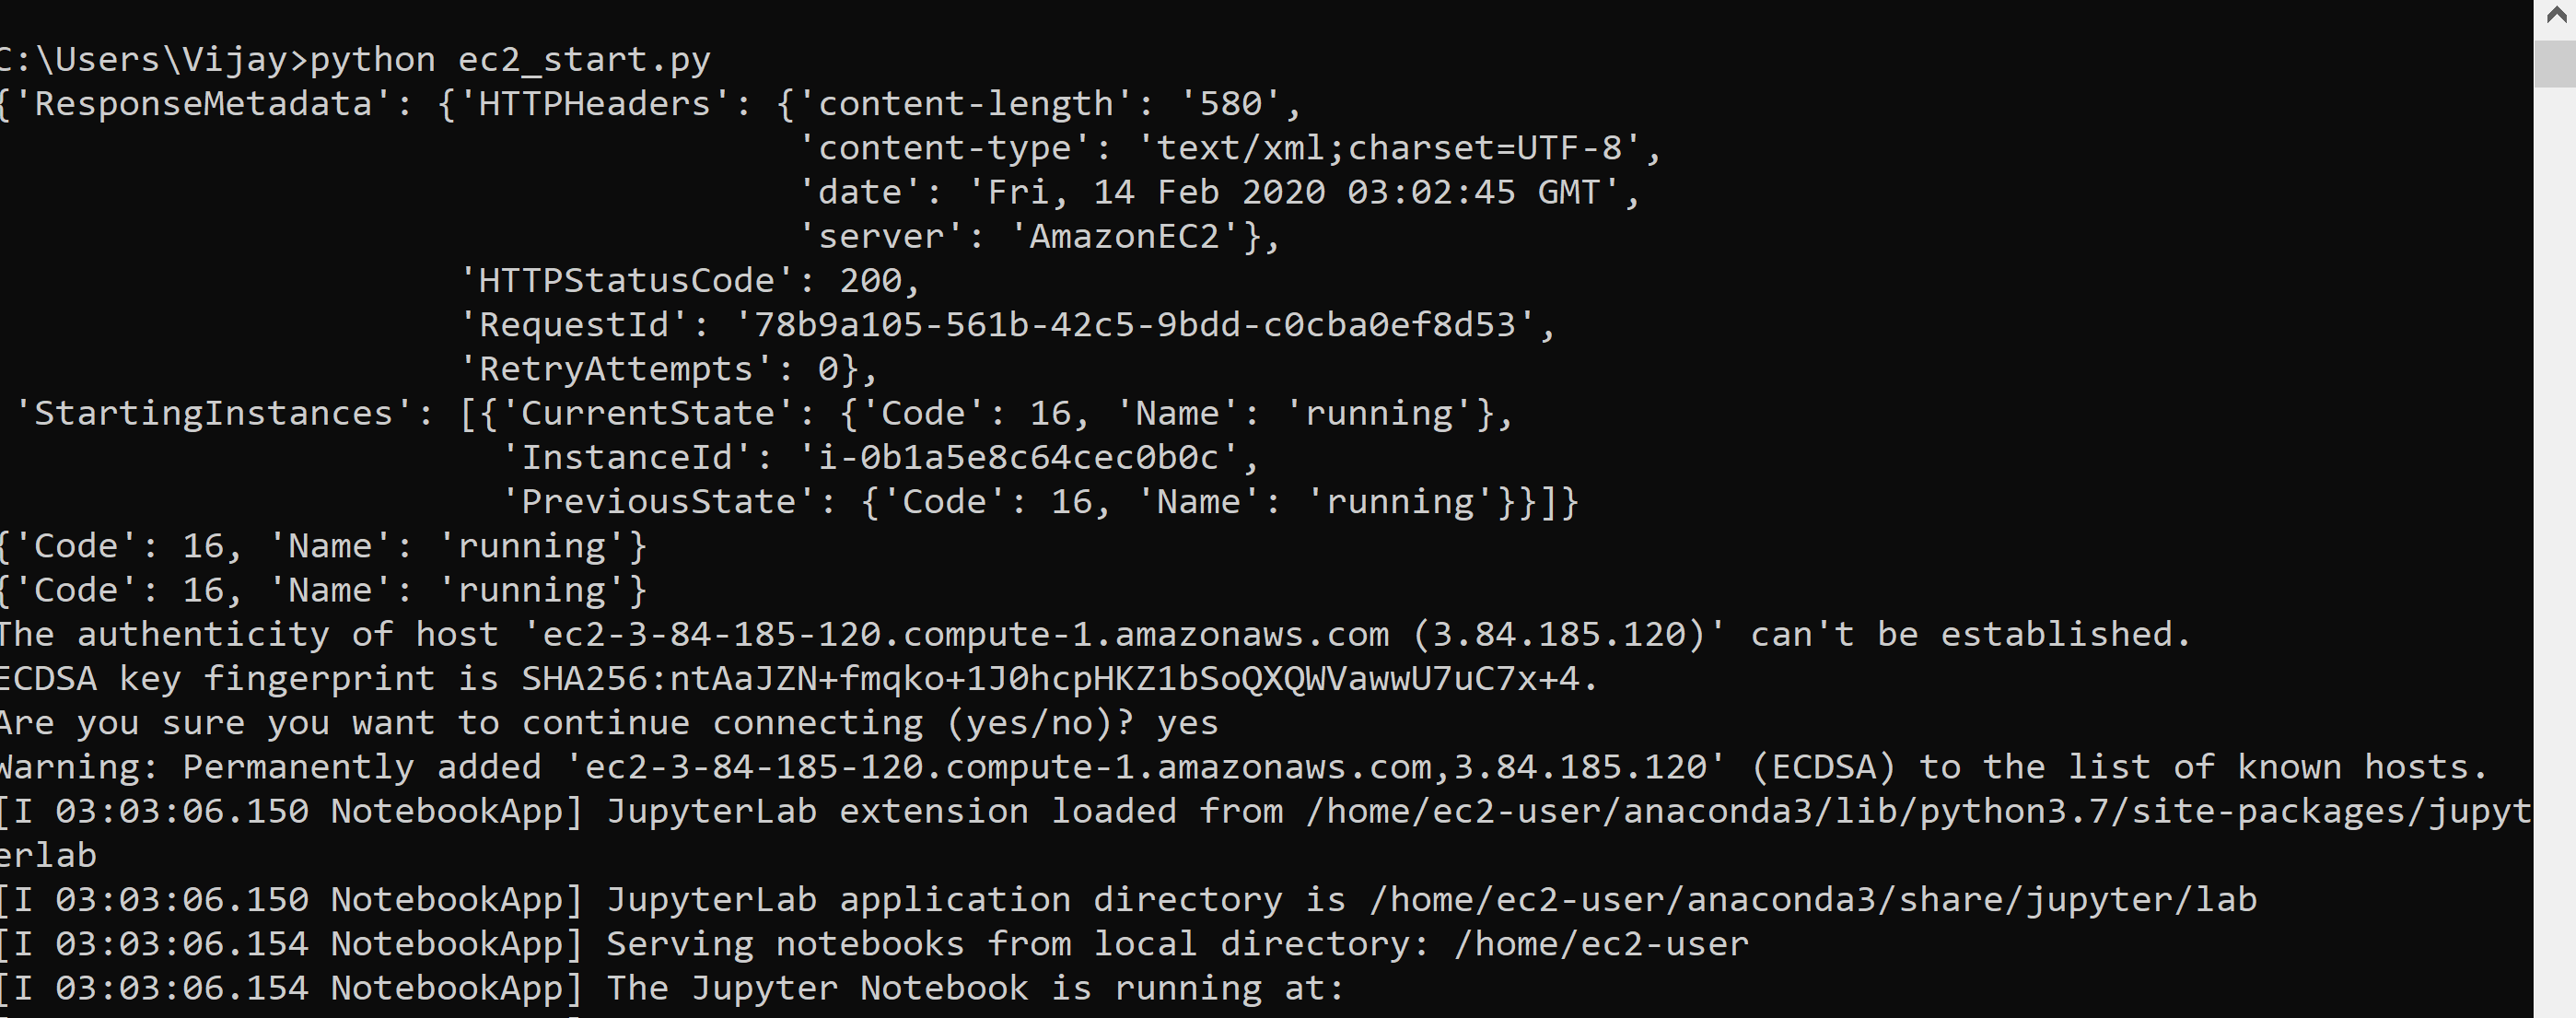 C:\Users\Vijay>python ec2_start.py
{'ResponseMetadata': {'HTTPHeaders': {'content-length': '580',
'content-type': 'text/xml;charset=UTF-8',
'date': 'Fri, 14 Feb 2020 03:02:45 GMT',
'server': 'AmazonEC2'},
'HTTPStatusCode': 200,
'RequestId': '78b9a105-561b-42c5-9bdd-c0cba0ef8d53',
'RetryAttempts': 0},
'StartingInstances': [{'CurrentState': {'Code': 16, 'Name': 'running'},
'InstanceId': 'i-0b1a5e8c64cec0b0c',
'PreviousState': {'Code': 16, 'Name': 'running'}}]}
{'Code': 16, 'Name': 'running'}
{'Code': 16, 'Name': 'running'}
The authenticity of host 'ec2-3-84-185-120.compute-1.amazonaws.com (3.84.185.120)' can't be established.
ECDSA key fingerprint is SHA256:ntAaJZN+fmqko+1J0hcpHKZ1bSoQXQWVawwU7uC7x+4.
Are you sure you want to continue connecting (yes/no)? yes
Warning: Permanently added 'ec2-3-84-185-120.compute-1.amazonaws.com,3.84.185.120' (ECDSA) to the list of known hosts.
[I 03:03:06.150 NotebookApp] JupyterLab extension loaded from /home/ec2-user/anaconda3/lib/python3.7/site-packages/jupyt
erlab
[I 03:03:06.150 NotebookApp] JupyterLab application directory is /home/ec2-user/anaconda3/share/jupyter/lab
[I 03:03:06.154 NotebookApp] Serving notebooks from local directory: /home/ec2-user
[I 03:03:06.154 NotebookApp] The Jupyter Notebook is running at: